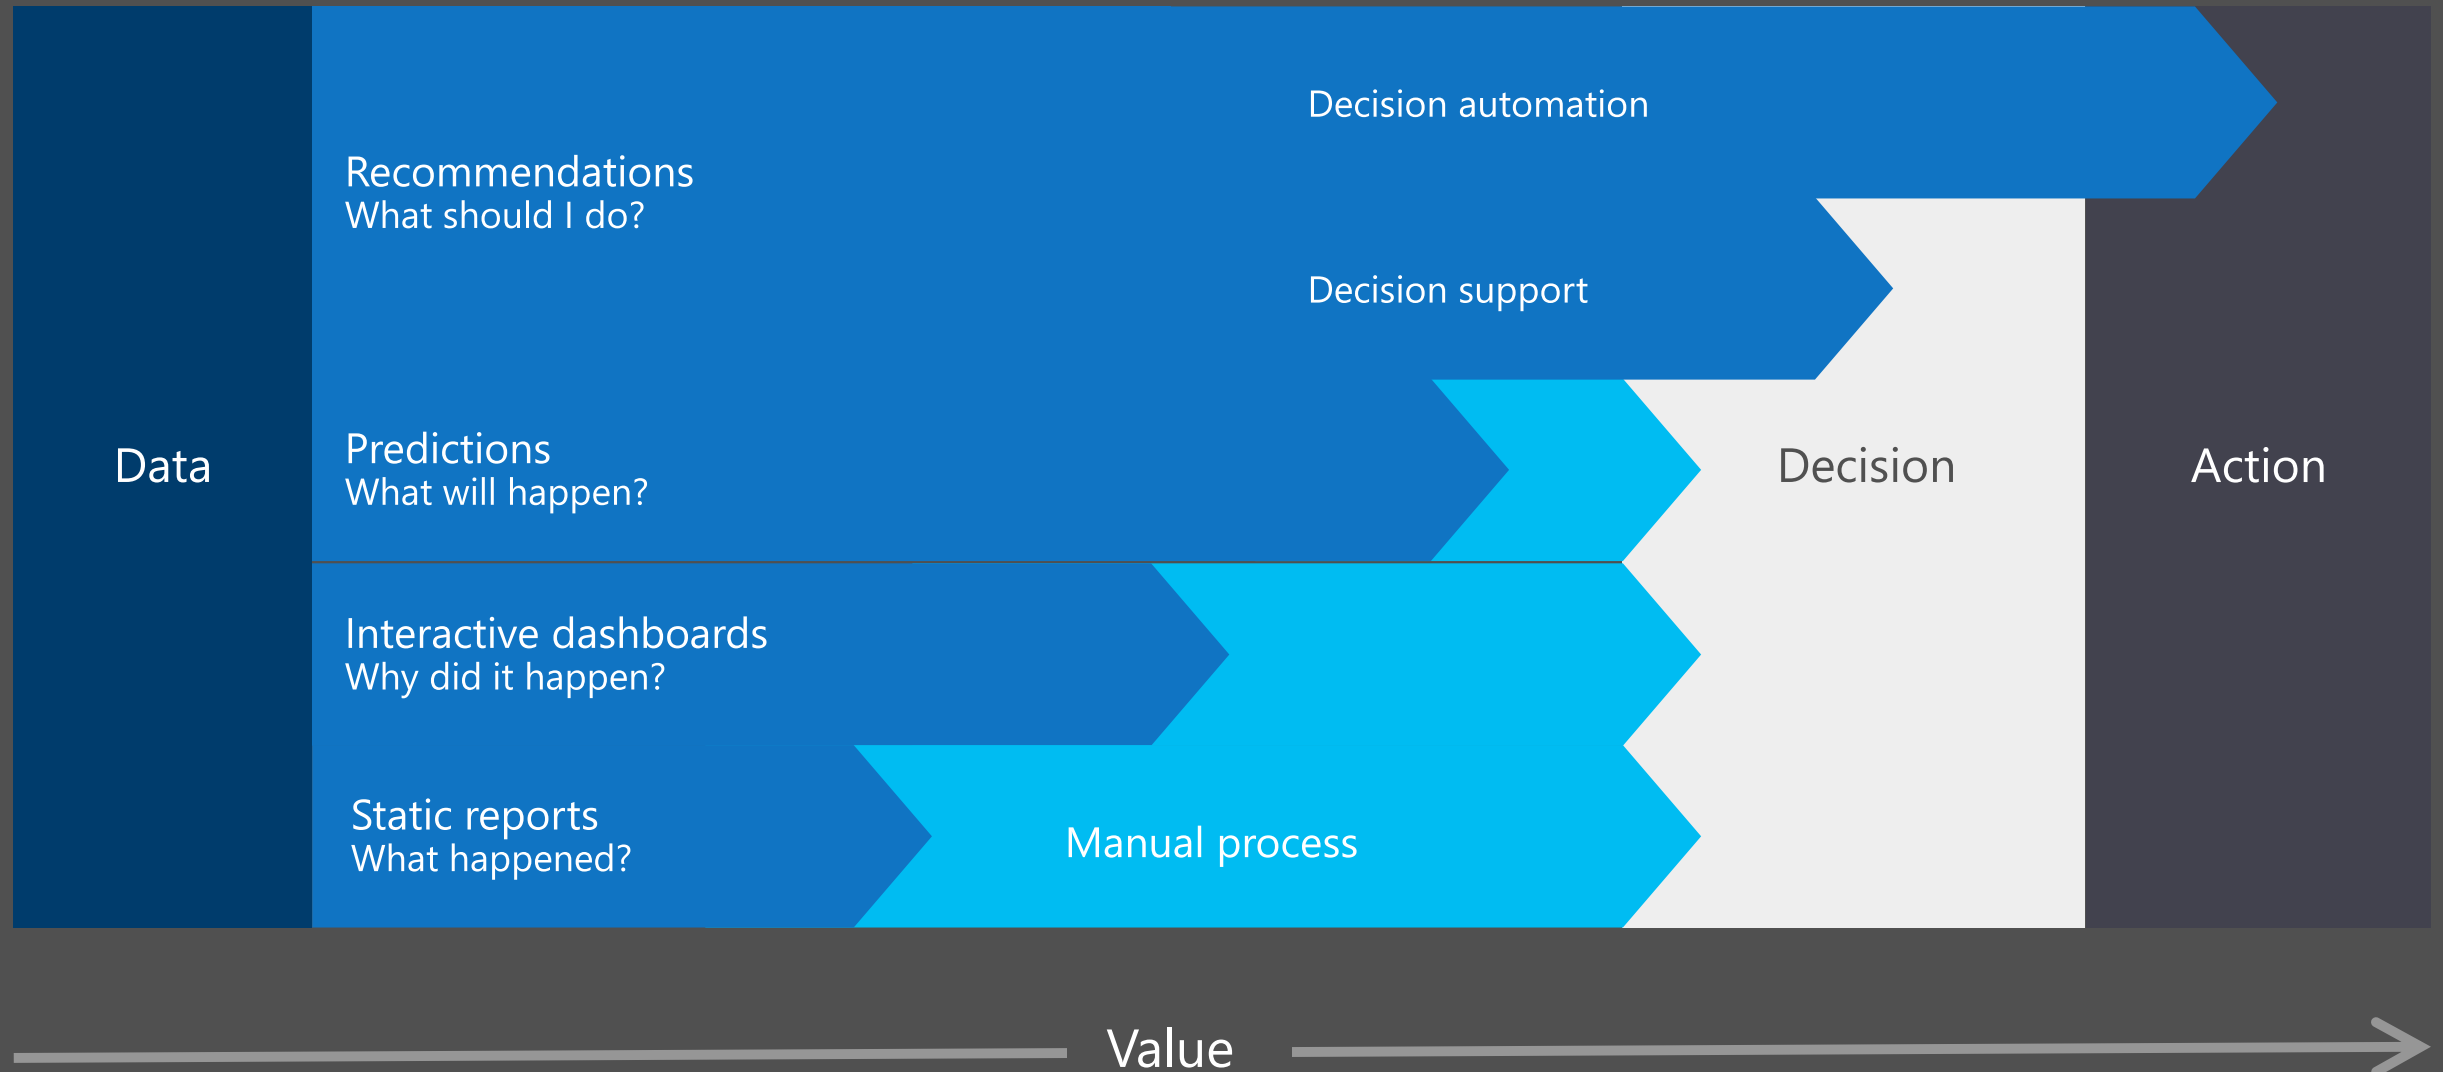 Decision automation
Recommendations
What should I do?
Decision support
Data
Predictions
What will happen?
Decision
Action
Interactive dashboards
Why did it happen?
Static reports
What happened?
Manual process
Value